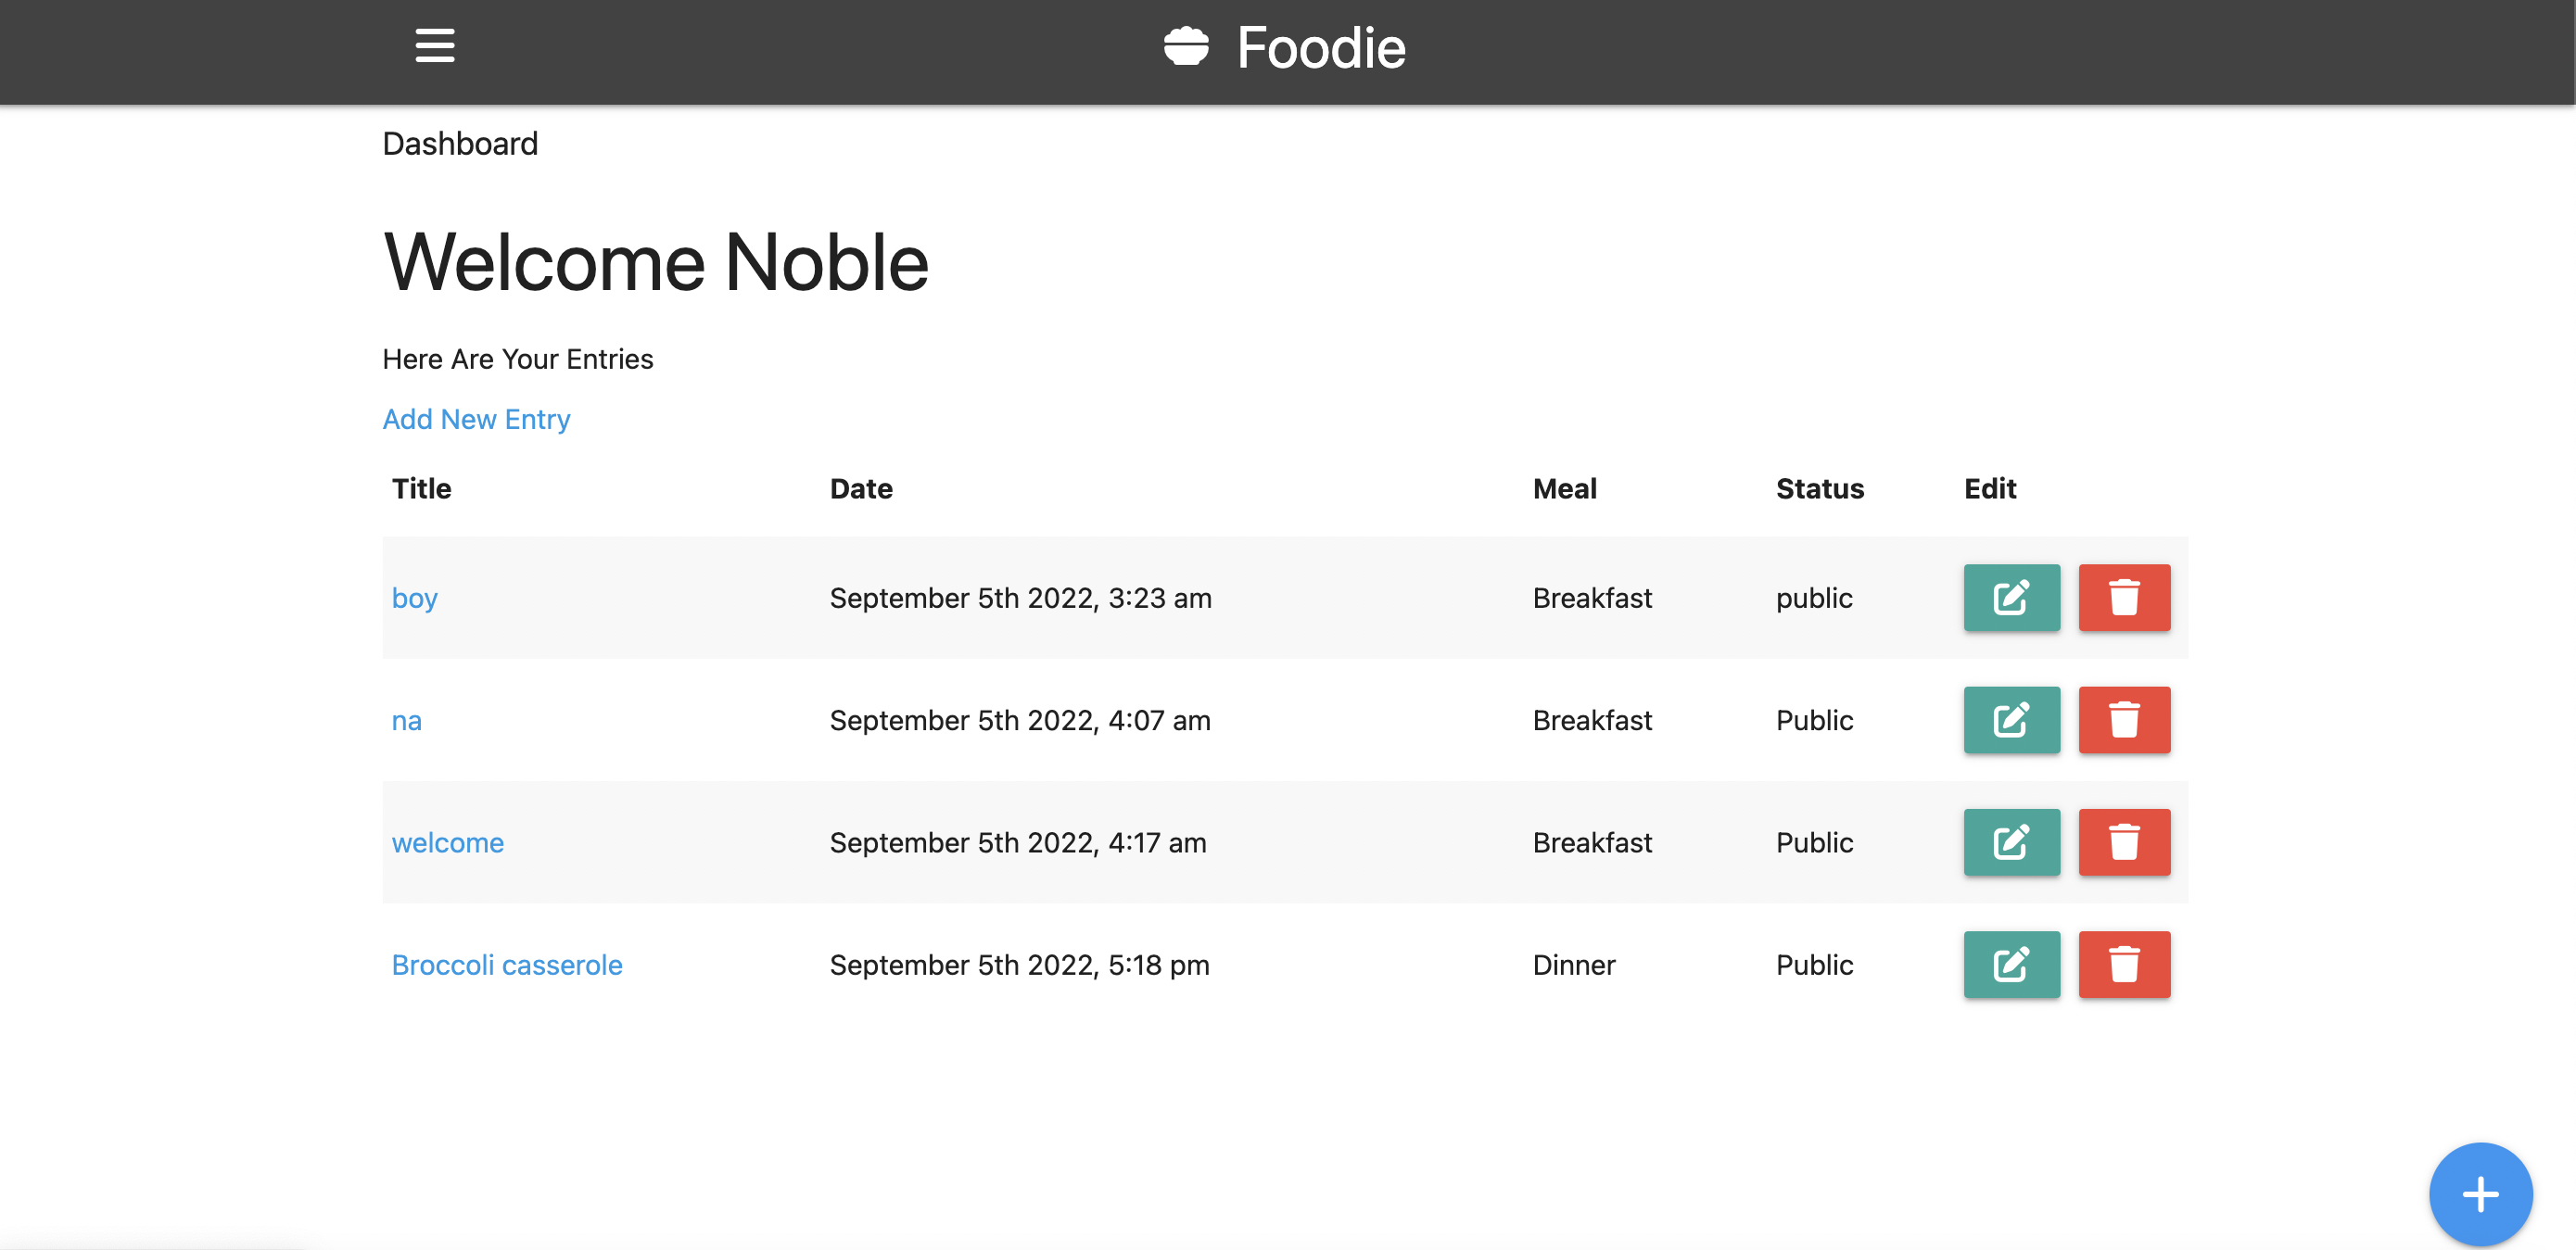 Foodie
Dashboard
Welcome Noble
Here Are Your Entries
Add New Entry
Title Date Meal Status Edit
boy September 5th 2022, 3:23 am Breakfast public
na September 5th 2022, 4:07 am Breakfast Public
welcome September 5th 2022, 4:17 am Breakfast Public
Broccoli casserole September 5th 2022, 5:18 pm Dinner Public